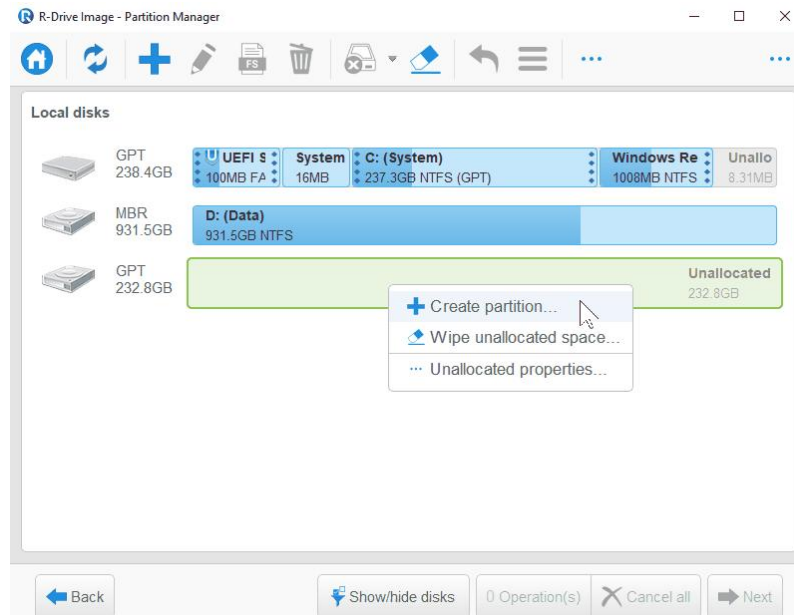 R-Drive Image - Partition Manager
FS
Local disks
GPT
238.4GB
UEFI S
100MB FA
System
16MB
C: (System)
237.3GB NTFS (GPT)
Windows Re
1008MB NTFS
Unallo
8.31MB
MBR
931.5GB
D: (Data)
931.5GB NTFS
GPT
232.8GB
Unallocated
232.8GB
Create partition...
Wipe unallocated space...
Unallocated properties...
Back
Show/hide disks
0 Operation(s)
Cancel all
Next